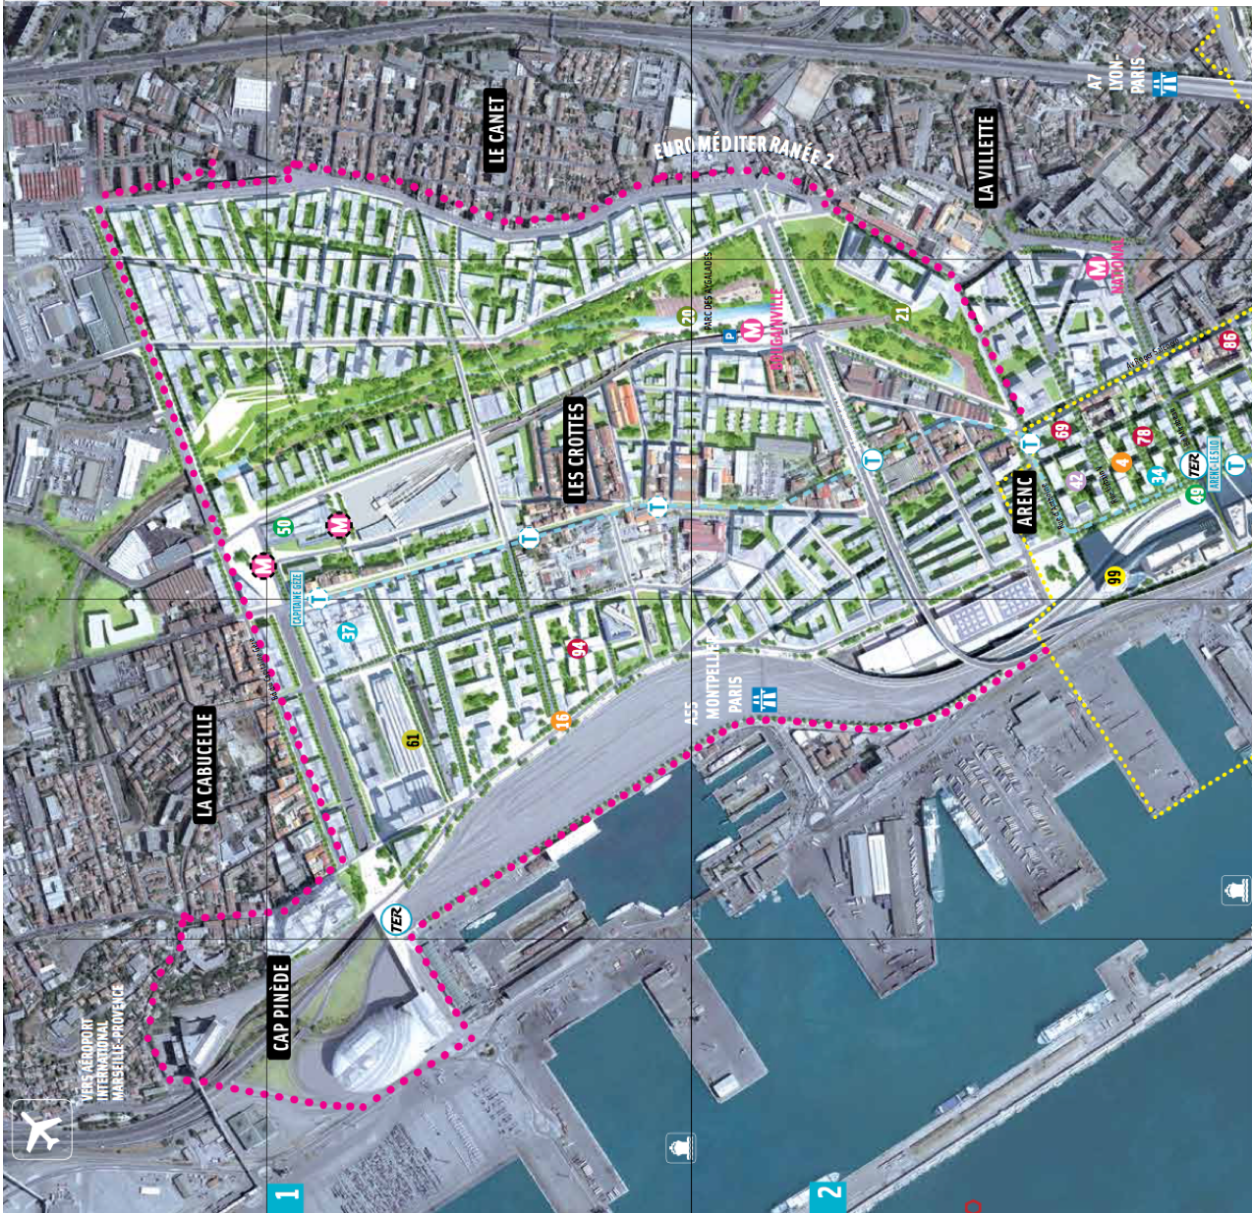 VERS AÉROPORT
INTERNATIONAL
MARSEILLE-PROVENCE
CAP PINÈDE
TER
LA CABUCELLE
LE CANET
EUROMÉDITERRANÉE 2
LA VILLETTE
A7
LYON-
PARIS
M
NATIONAL
20
PARC DES AYGALADES
P
M
BOUGAINVILLE
21
LES CROTTES
50
M
M
CAPITAINE GÈZE
T
37
61
94
16
T
T
T
A55
MONTPELLIER
PARIS
ARENC
T
69
86
42
4
78
34
49
TER
T
99
1
2